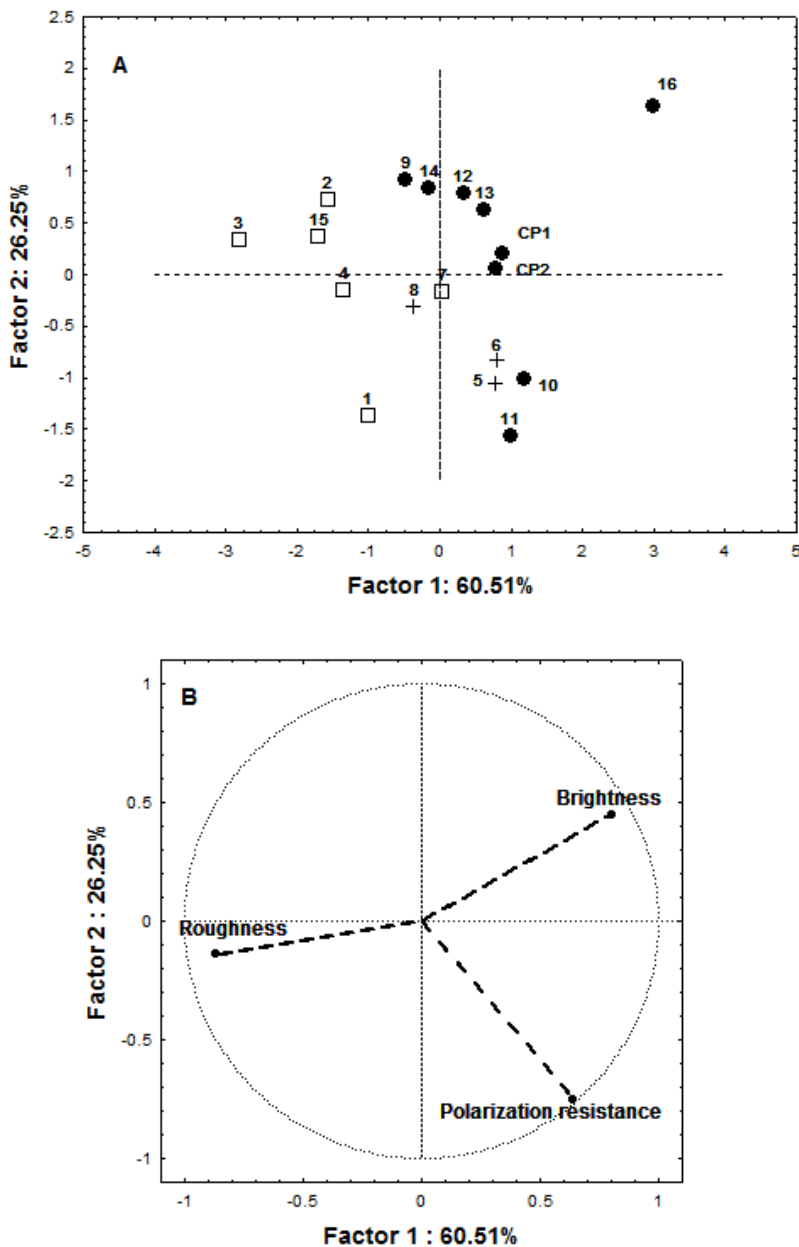 A
2.5
2
1.5
1
0.5
0
-0.5
-1
-1.5
-2
-2.5
16
9
14
12
13
2
15
3
CP1
CP2
4
7
8
6
5
10
1
11
-5 -4 -3 -2 -1 0 1 2 3 4 5
Factor 2: 26.25%
Factor 1: 60.51%
B
1
0.5
0
-0.5
-1
Brightness
Roughness
Polarization resistance
-1 -0.5 0 0.5 1
Factor 2 : 26.25%
Factor 1 : 60.51%